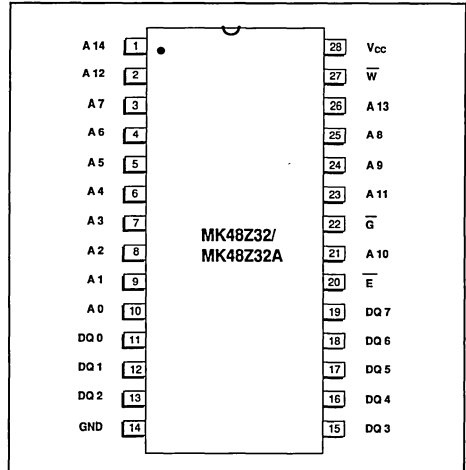 A 14 1 28 Vcc
A 12 2 27 W̅
A 7 3 26 A 13
A 6 4 25 A 8
A 5 5 24 A 9
A 4 6 23 A 11
A 3 7 22 G̅
MK48Z32/
MK48Z32A
A 2 8 21 A 10
A 1 9 20 E̅
A 0 10 19 DQ 7
DQ 0 11 18 DQ 6
DQ 1 12 17 DQ 5
DQ 2 13 16 DQ 4
GND 14 15 DQ 3